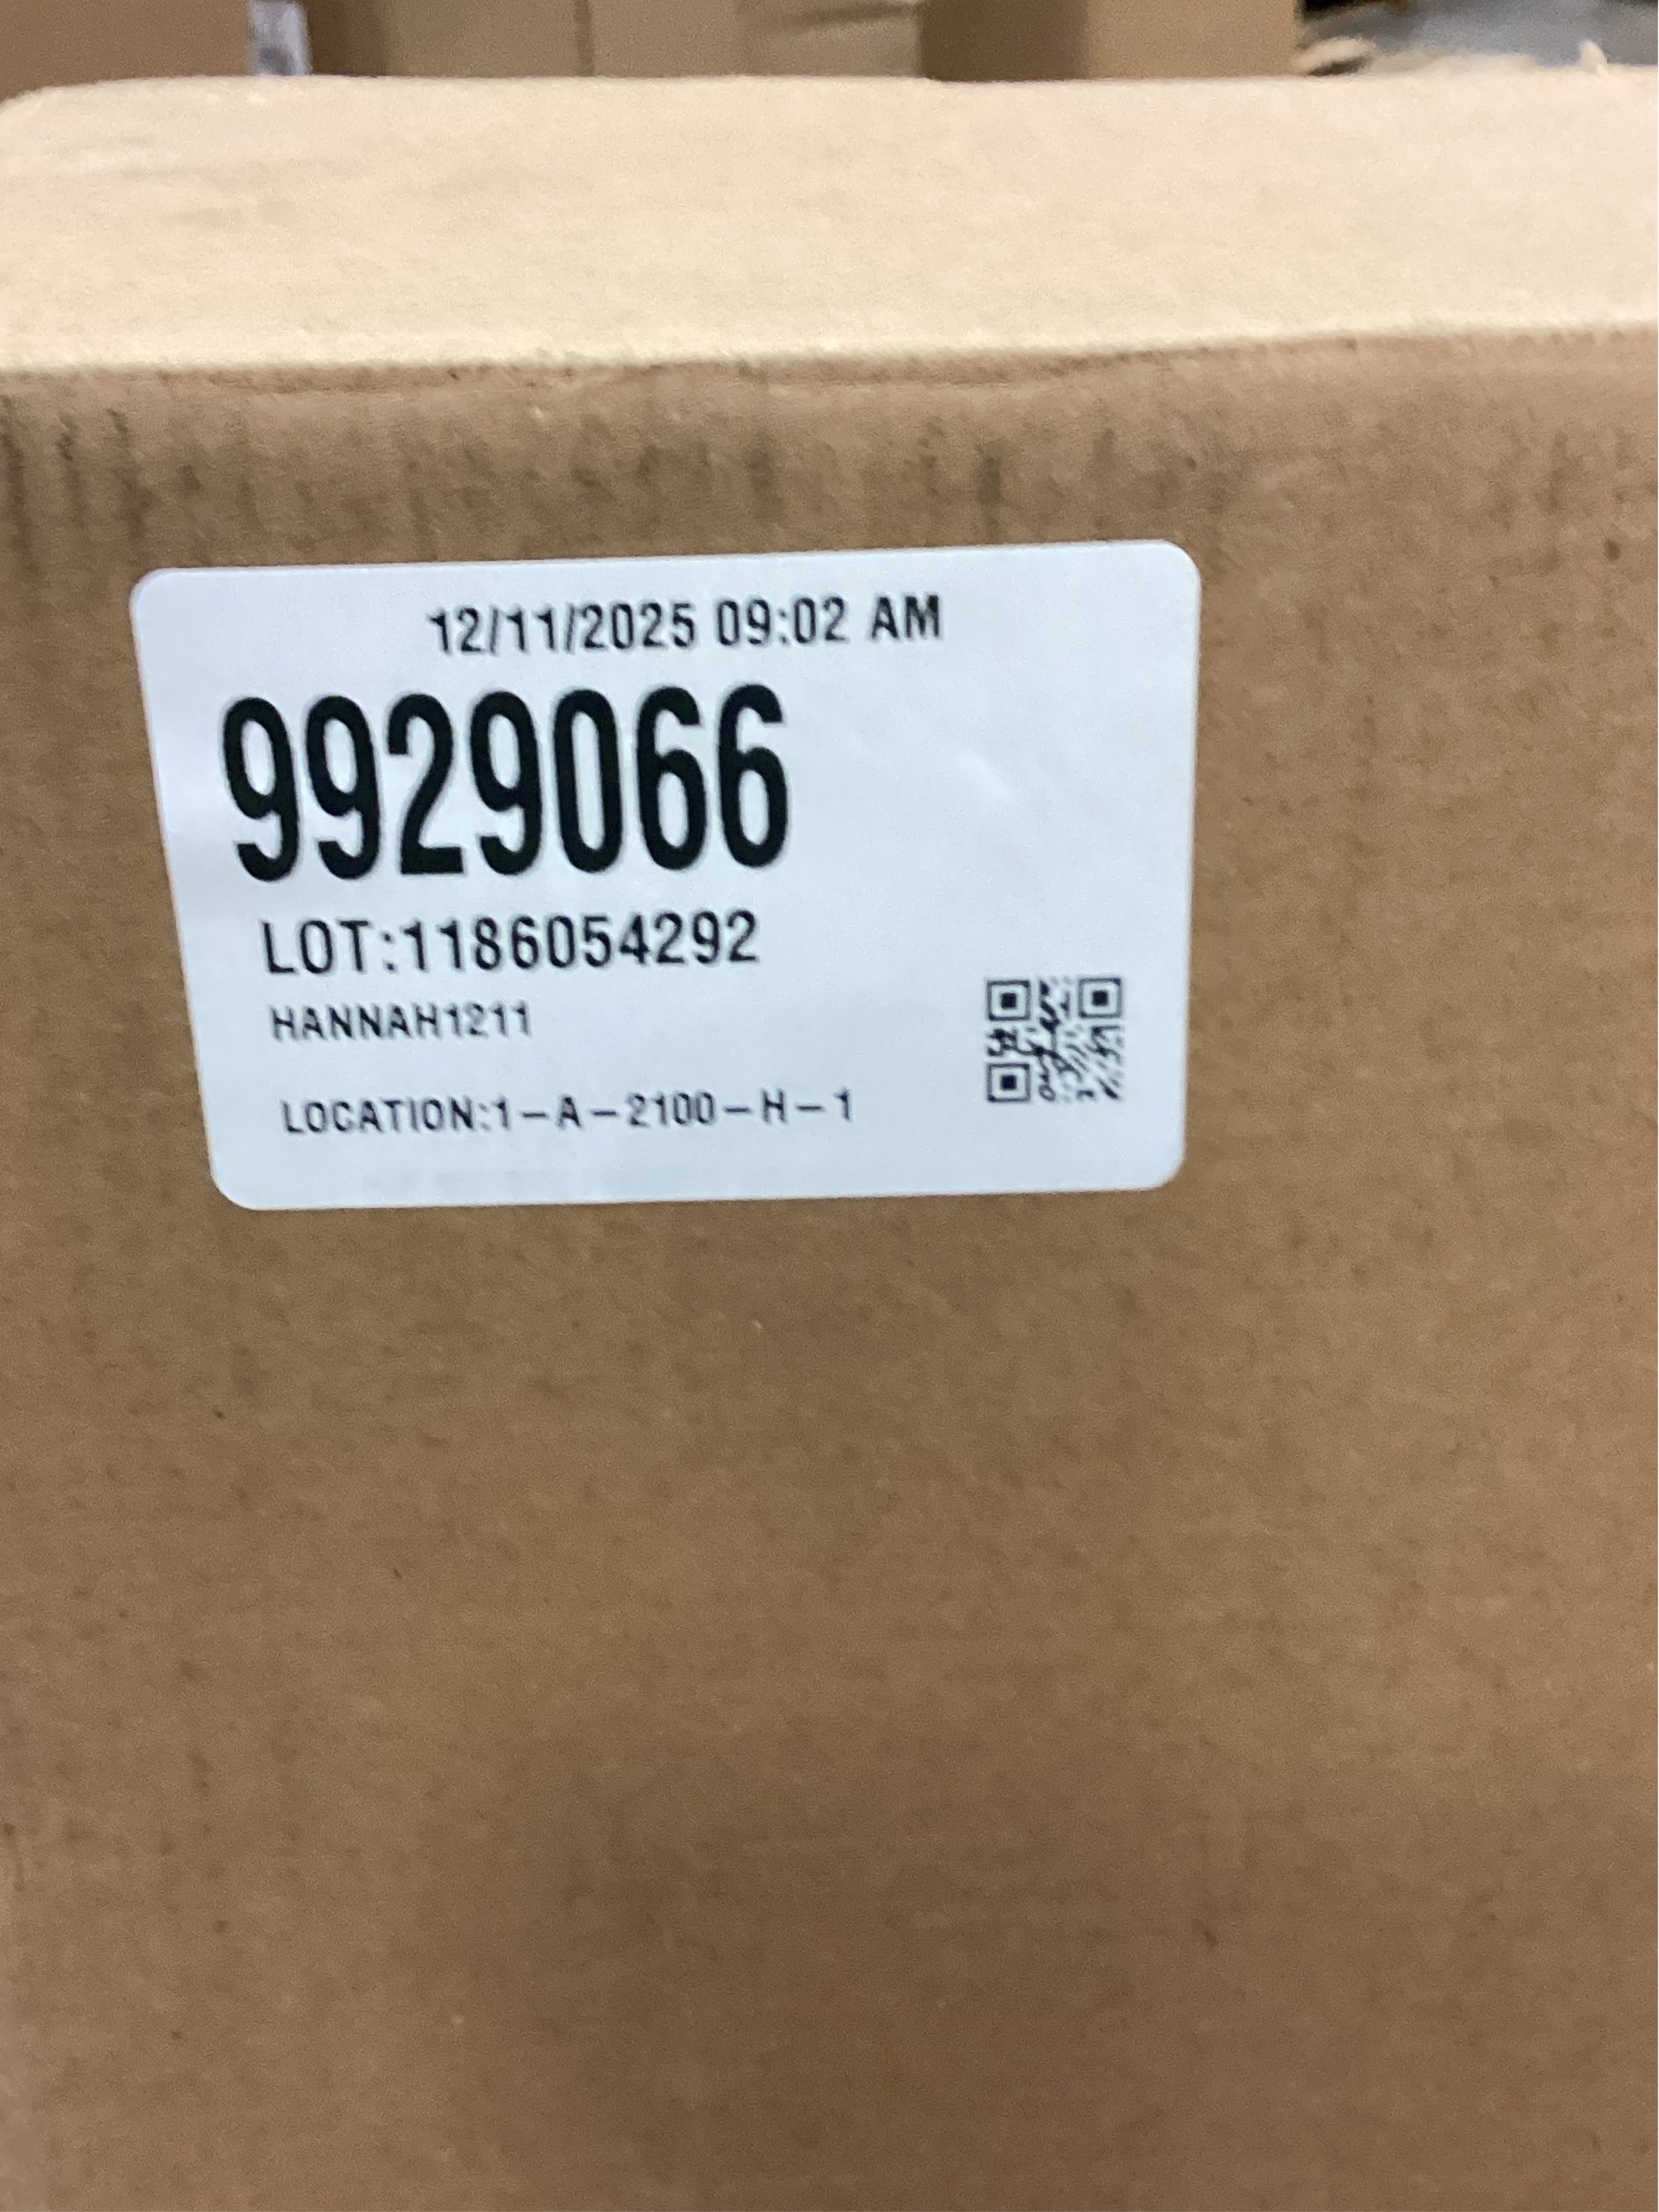 12/11/2025 09:02 AM
9929066
LOT:1186054292
HANNAH1211
LOCATION:1-A-2100-H-1